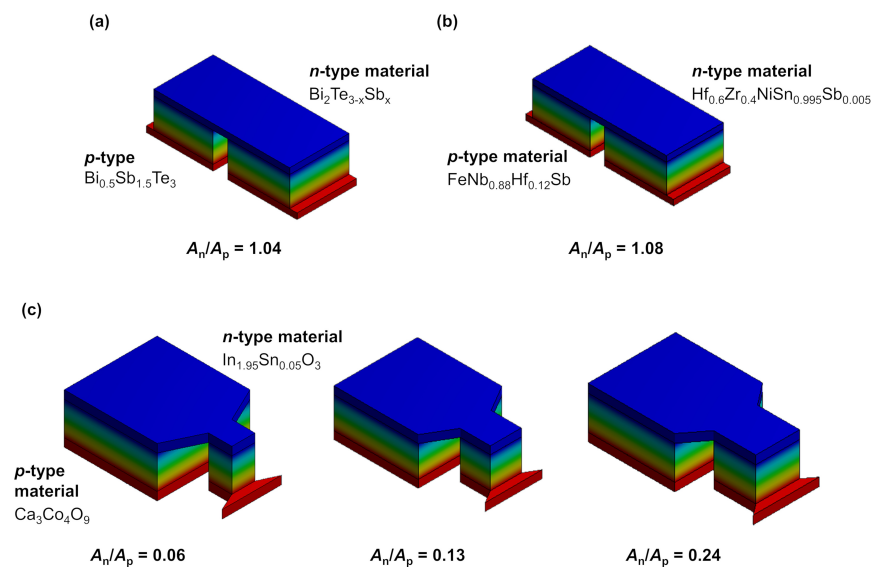 (a)
n-type material
Bi₂Te₃₋ₓSbₓ
p-type
Bi₀.₅Sb₁.₅Te₃
Aₙ/Aₚ = 1.04
(b)
n-type material
Hf₀.₆Zr₀.₄NiSn₀.₉₉₅Sb₀.₀₀₅
p-type material
FeNb₀.₈₈Hf₀.₁₂Sb
Aₙ/Aₚ = 1.08
(c)
n-type material
In₁.₉₅Sn₀.₀₅O₃
p-type
material
Ca₃Co₄O₉
Aₙ/Aₚ = 0.06
Aₙ/Aₚ = 0.13
Aₙ/Aₚ = 0.24